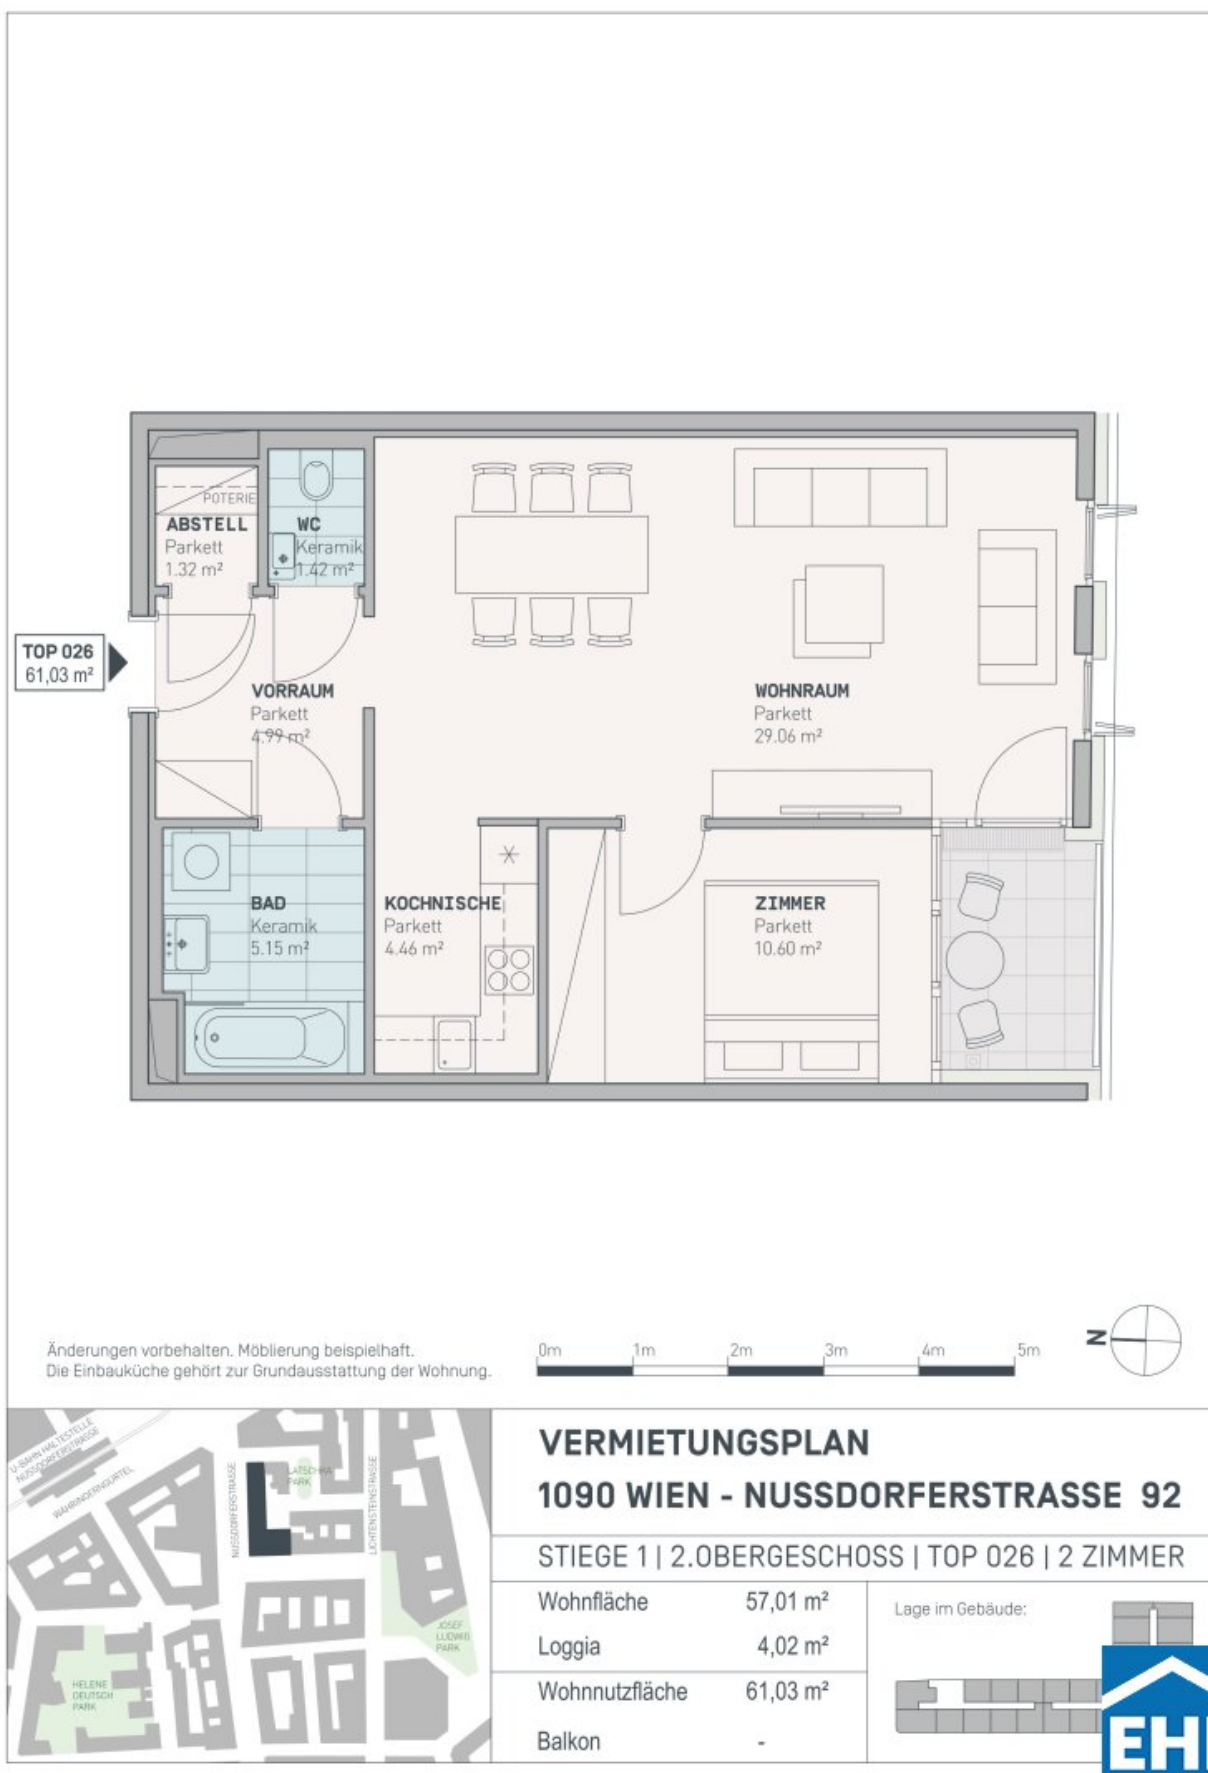 POTERIE
ABSTELL
Parkett
1.32 m²
WC
Keramik
1.42 m²
TOP 026
61,03 m²
VORRAUM
Parkett
4.99 m²
WOHNRAUM
Parkett
29.06 m²
BAD
Keramik
5.15 m²
KOCHNISCHE
Parkett
4.46 m²
ZIMMER
Parkett
10.60 m²
Änderungen vorbehalten. Möblierung beispielhaft.
Die Einbauküche gehört zur Grundausstattung der Wohnung.
0m 1m 2m 3m 4m 5m
N
U-BAHN HALTESTELLE
NUSSDORFERSTRASSE
WÄHRINGERGÜRTEL
NUSSDORFERSTRASSE
PARK
LICHTENSTEINSTRASSE
JOSEF
LUDWIG
PARK
HELENE
DEUTSCH
PARK
VERMIETUNGSPLAN
1090 WIEN - NUSSDORFERSTRASSE 92
STIEGE 1 | 2.OBERGESCHOSS | TOP 026 | 2 ZIMMER
Wohnfläche 57,01 m²
Loggia 4,02 m²
Wohnnutzfläche 61,03 m²
Balkon -
Lage im Gebäude:
EH